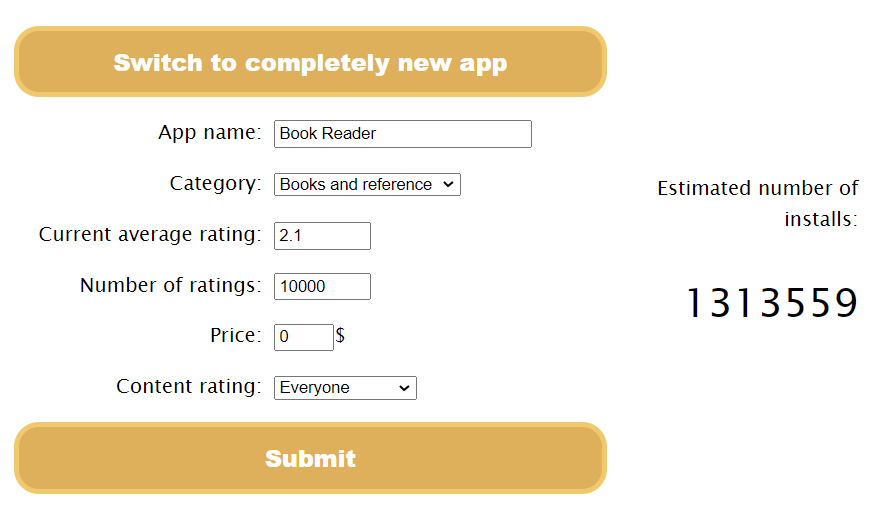 Switch to completely new app
App name: Book Reader
Category: Books and reference
Current average rating: 2.1
Number of ratings: 10000
Price: 0 $
Content rating: Everyone
Submit
Estimated number of
installs:
1313559